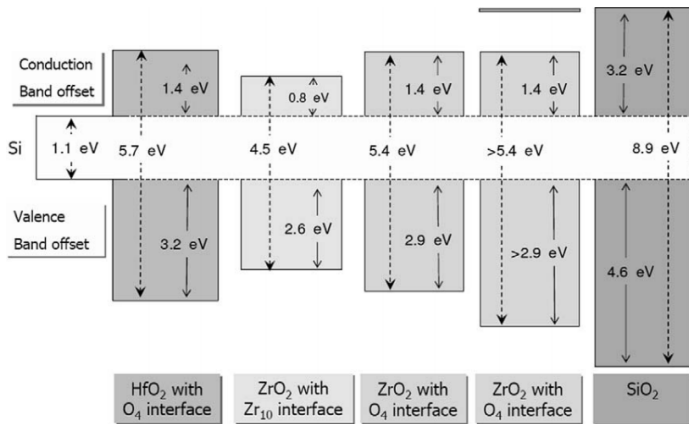 Conduction
Band offset
1.4 eV
0.8 eV
1.4 eV
1.4 eV
3.2 eV
Si
1.1 eV
5.7 eV
4.5 eV
5.4 eV
>5.4 eV
8.9 eV
Valence
Band offset
3.2 eV
2.6 eV
2.9 eV
>2.9 eV
4.6 eV
HfO₂ with
O₄ interface
ZrO₂ with
Zr₁₀ interface
ZrO₂ with
O₄ interface
ZrO₂ with
O₄ interface
SiO₂